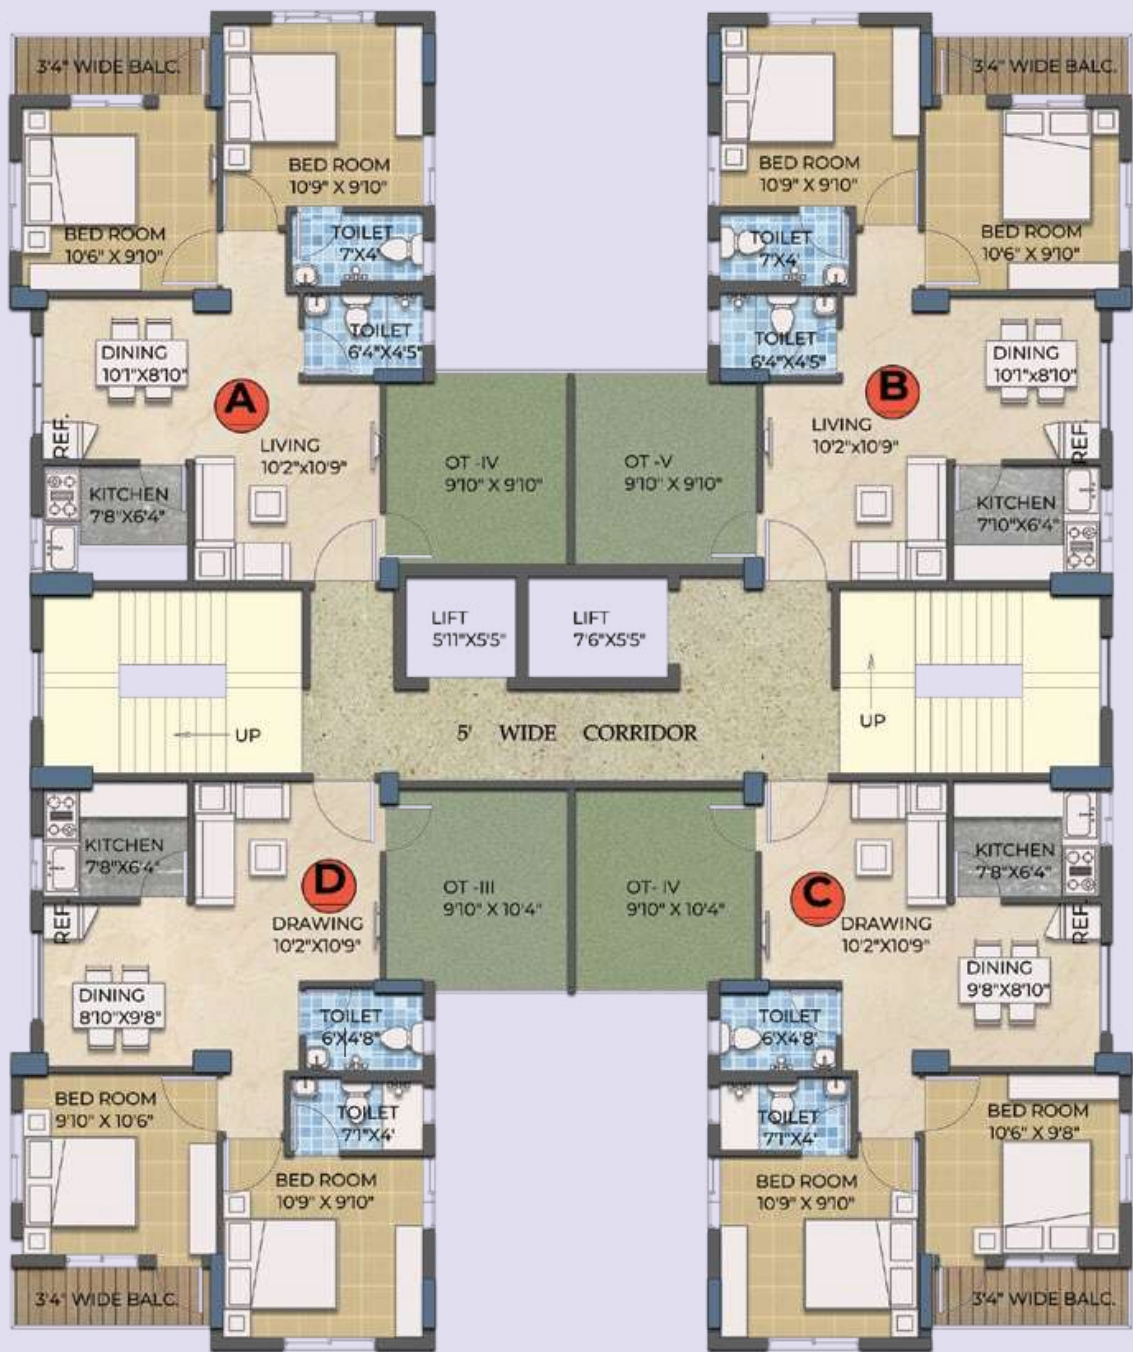 3'4" WIDE BALC.
BED ROOM
10'9" X 9'10"
BED ROOM
10'6" X 9'10"
TOILET
7'X4'
TOILET
6'4"X4'5"
DINING
10'1"X8'10"
A
REF.
LIVING
10'2"x10'9"
KITCHEN
7'8"X6'4"
OT -IV
9'10" X 9'10"
3'4" WIDE BALC.
BED ROOM
10'9" X 9'10"
BED ROOM
10'6" X 9'10"
TOILET
7'X4'
TOILET
6'4"X4'5"
DINING
10'1"x8'10"
B
REF.
LIVING
10'2"x10'9"
KITCHEN
7'10"X6'4"
OT -V
9'10" X 9'10"
LIFT
5'11"X5'5"
LIFT
7'6"X5'5"
UP
5' WIDE CORRIDOR
UP
KITCHEN
7'8"X6'4"
D
REF.
DRAWING
10'2"X10'9"
OT -III
9'10" X 10'4"
DINING
8'10"X9'8"
TOILET
6'X4'8"
TOILET
7'1"X4'
BED ROOM
9'10" X 10'6"
BED ROOM
10'9" X 9'10"
3'4" WIDE BALC.
OT- IV
9'10" X 10'4"
C
KITCHEN
7'8"X6'4"
REF.
DRAWING
10'2"X10'9"
DINING
9'8"X8'10"
TOILET
6'X4'8'
TOILET
7'1"X4'
BED ROOM
10'6" X 9'8"
BED ROOM
10'9" X 9'10"
3'4" WIDE BALC.